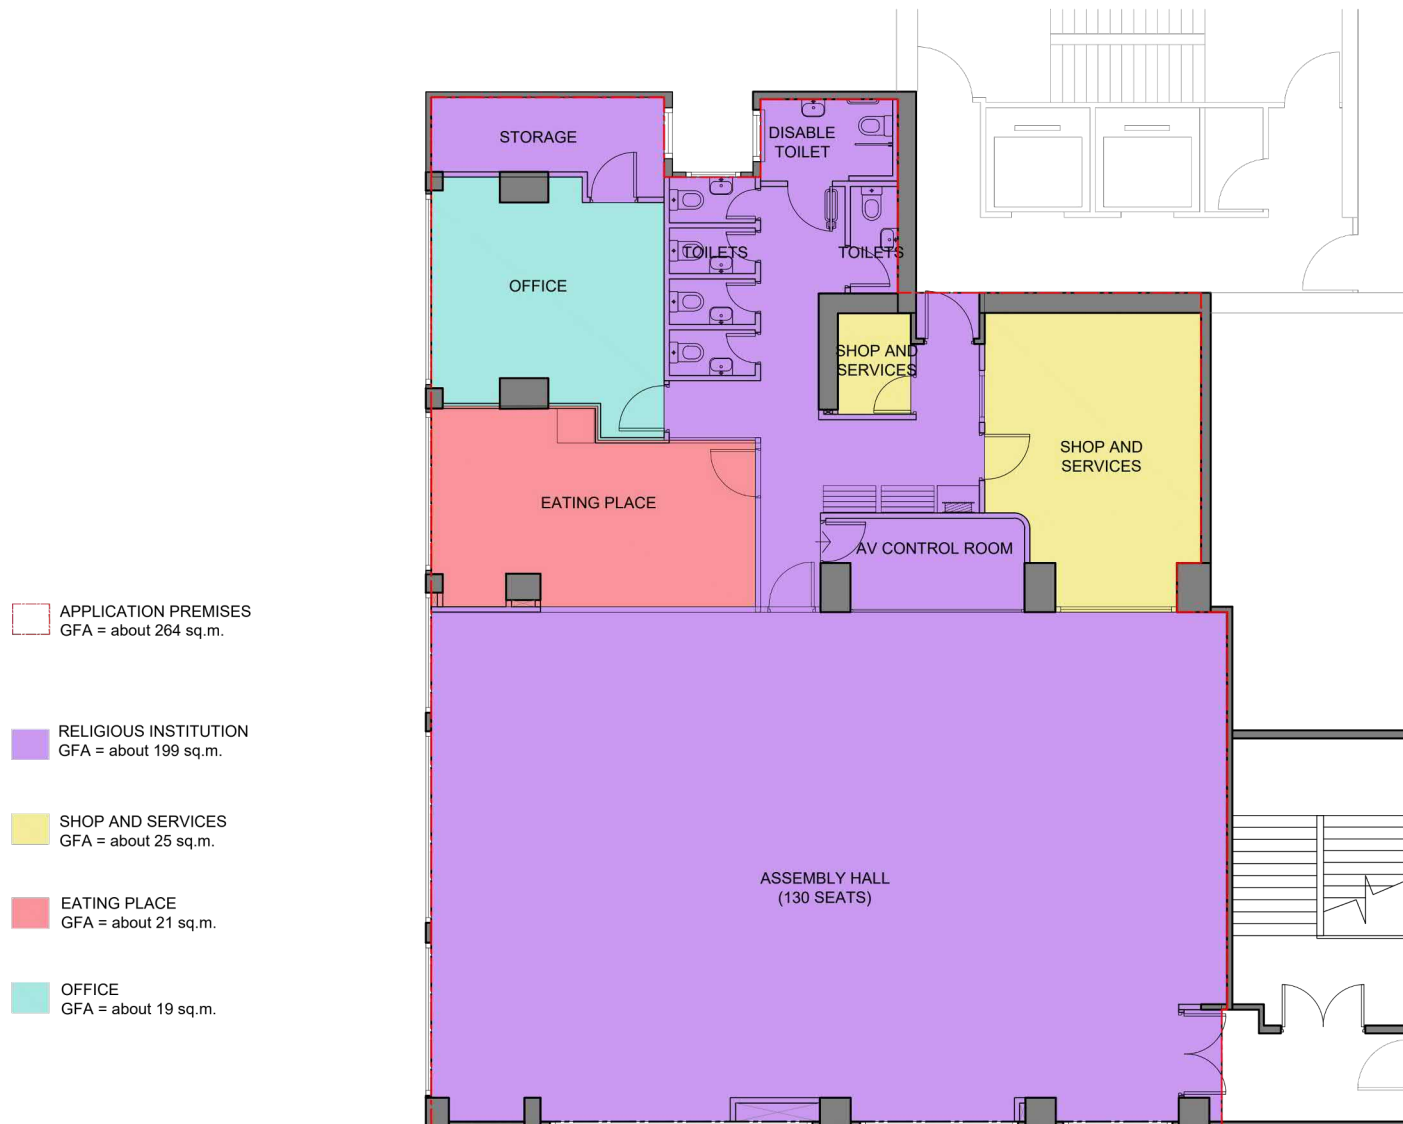 STORAGE
DISABLE
TOILET
TOILETS
TOILETS
OFFICE
SHOP AND
SERVICES
SHOP AND
SERVICES
EATING PLACE
AV CONTROL ROOM
ASSEMBLY HALL
(130 SEATS)
APPLICATION PREMISES
GFA = about 264 sq.m.
RELIGIOUS INSTITUTION
GFA = about 199 sq.m.
SHOP AND SERVICES
GFA = about 25 sq.m.
EATING PLACE
GFA = about 21 sq.m.
OFFICE
GFA = about 19 sq.m.